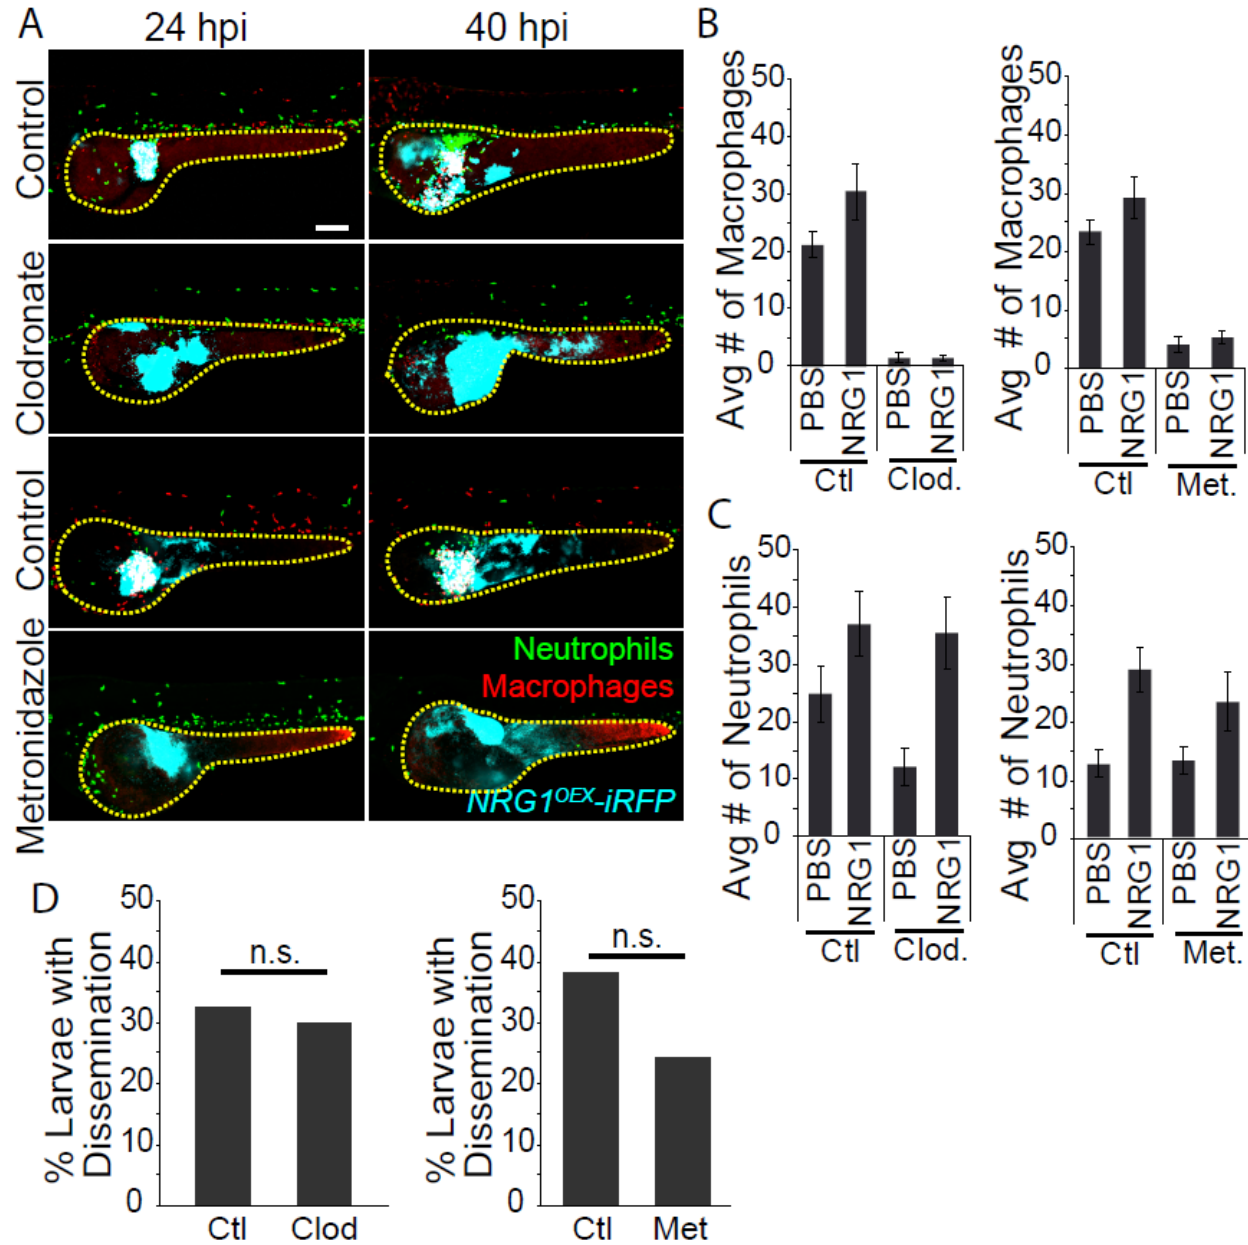 A
24 hpi
40 hpi
Control
Clodronate
Control
Metronidazole
Neutrophils
Macrophages
NRG1OEX-iRFP
B
Avg # of Macrophages
50
40
30
20
10
0
PBS
NRG1
PBS
NRG1
Ctl
Clod.
Avg # of Macrophages
50
40
30
20
10
0
PBS
NRG1
PBS
NRG1
Ctl
Met.
C
Avg # of Neutrophils
50
40
30
20
10
0
PBS
NRG1
PBS
NRG1
Ctl
Clod.
Avg # of Neutrophils
50
40
30
20
10
0
PBS
NRG1
PBS
NRG1
Ctl
Met.
D
% Larvae with
Dissemination
50
40
30
20
10
0
n.s.
Ctl
Clod
% Larvae with
Dissemination
50
40
30
20
10
0
n.s.
Ctl
Met